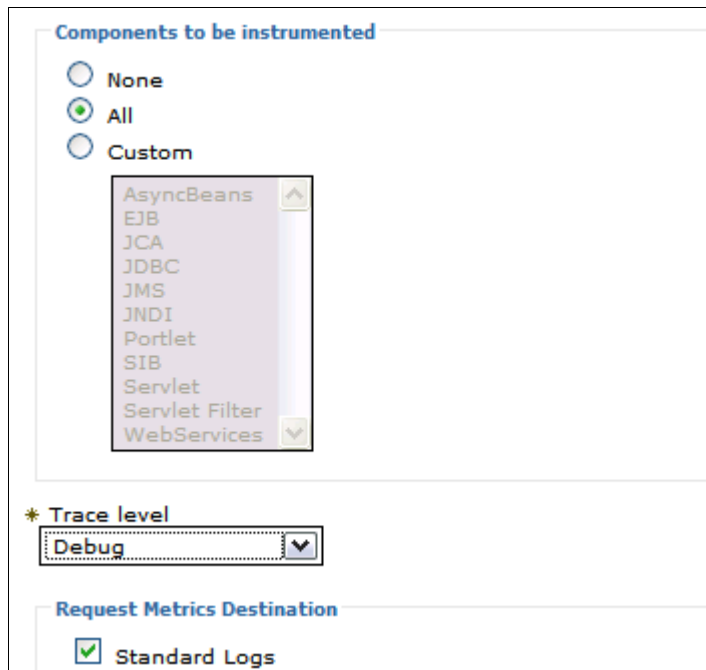 Components to be instrumented
None
All
Custom
AsyncBeans
EJB
JCA
JDBC
JMS
JNDI
Portlet
SIB
Servlet
Servlet Filter
WebServices
* Trace level
Debug
Request Metrics Destination
Standard Logs